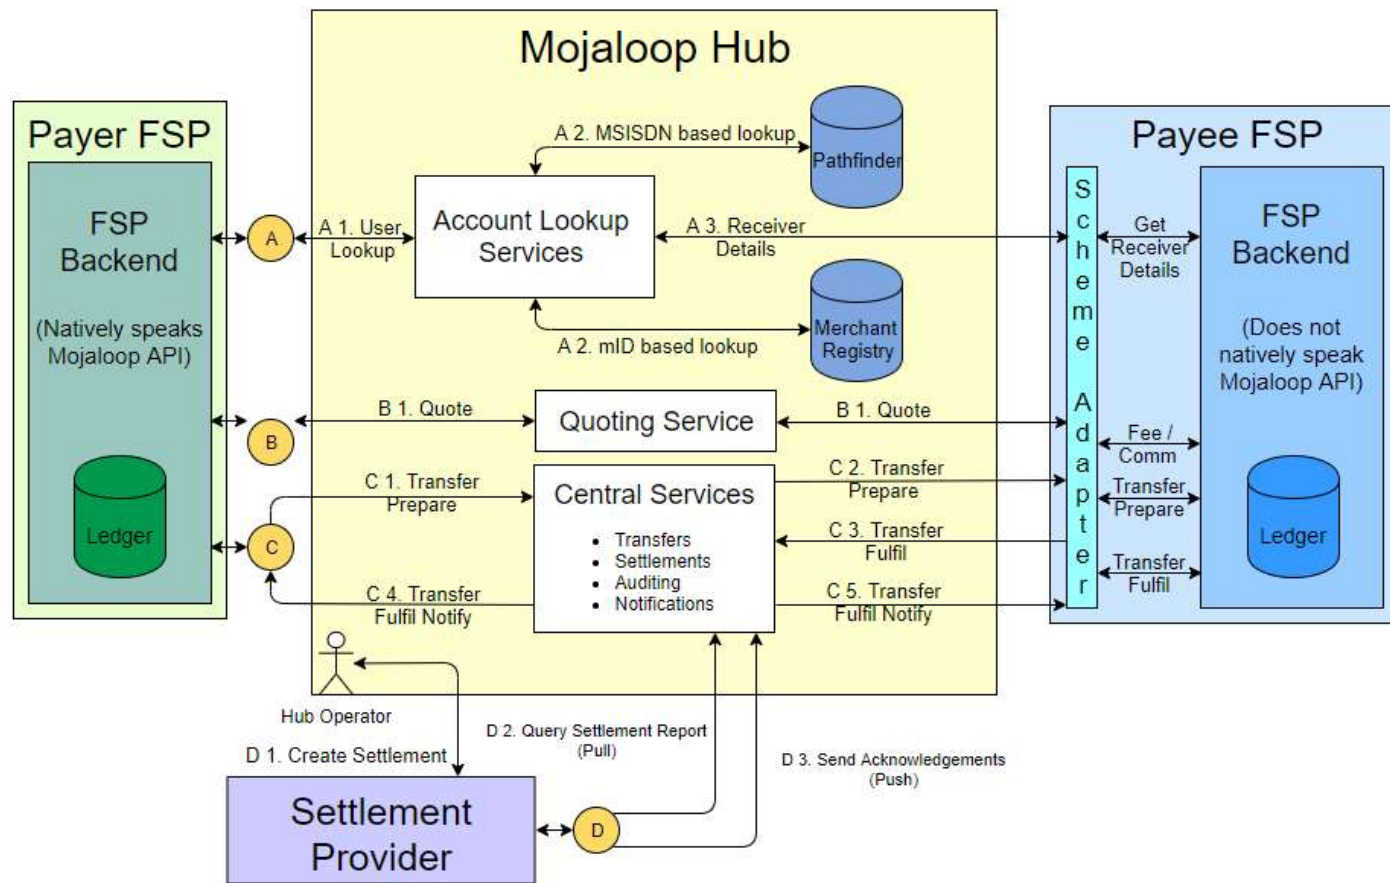 Mojaloop Hub
Payer FSP
FSP
Backend
(Natively speaks
Mojaloop API)
Ledger
A
B
C
A 1. User
Lookup
Account Lookup
Services
A 2. MSISDN based lookup
Pathfinder
A 3. Receiver
Details
A 2. mID based lookup
Merchant
Registry
B 1. Quote
Quoting Service
B 1. Quote
C 1. Transfer
Prepare
Central Services
Transfers
Settlements
Auditing
Notifications
C 2. Transfer
Prepare
C 3. Transfer
Fulfil
C 4. Transfer
Fulfil Notify
C 5. Transfer
Fulfil Notify
Payee FSP
Scheme Adapter
Get
Receiver
Details
Fee /
Comm
Transfer
Prepare
Transfer
Fulfil
FSP
Backend
(Does not
natively speak
Mojaloop API)
Ledger
Hub Operator
D 1. Create Settlement
D 2. Query Settlement Report
(Pull)
D 3. Send Acknowledgements
(Push)
Settlement
Provider
D